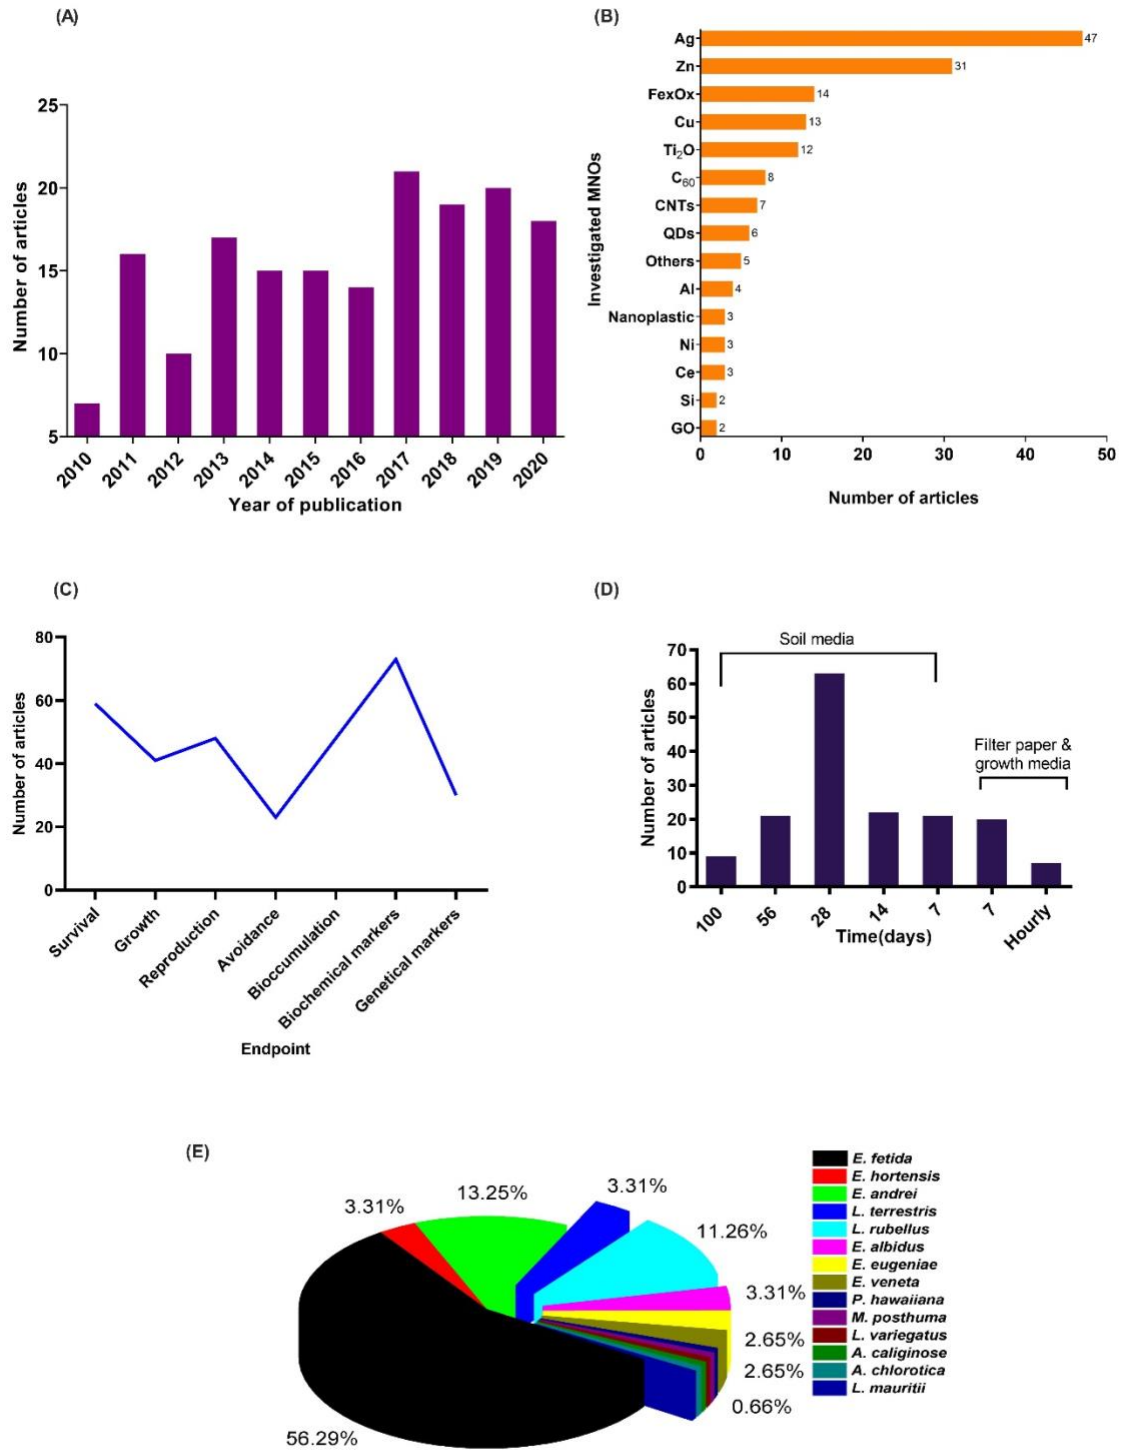 (A)
25
20
15
10
5
Number of articles
2010
2011
2012
2013
2014
2015
2016
2017
2018
2019
2020
Year of publication
(B)
Investigated MNOs
Ag 47
Zn 31
FexOx 14
Cu 13
Ti₂O 12
C₆₀ 8
CNTs 7
QDs 6
Others 5
Al 4
Nanoplastic 3
Ni 3
Ce 3
Si 2
GO 2
0 10 20 30 40 50
Number of articles
(C)
80
60
40
20
0
Number of articles
Survival
Growth
Reproduction
Avoidance
Bioccumulation
Biochemical markers
Genetical markers
Endpoint
(D)
Soil media
Filter paper &
growth media
70
60
50
40
30
20
10
0
Number of articles
100
56
28
14
7
7
Hourly
Time(days)
(E)
3.31%
13.25%
3.31%
11.26%
3.31%
2.65%
2.65%
0.66%
56.29%
E. fetida
E. hortensis
E. andrei
L. terrestris
L. rubellus
E. albidus
E. eugeniae
E. veneta
P. hawaiiana
M. posthuma
L. variegatus
A. caliginose
A. chlorotica
L. mauritii